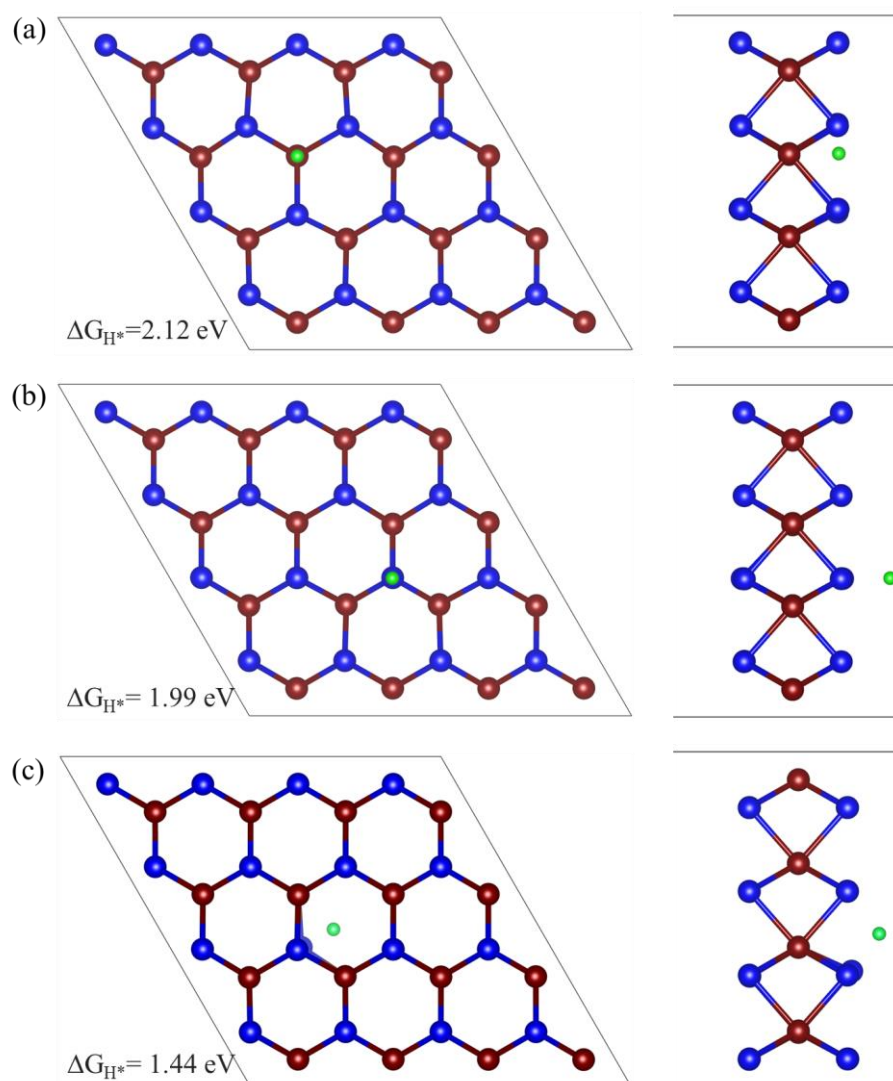 (a)
ΔG_H*=2.12 eV
(b)
ΔG_H*= 1.99 eV
(c)
ΔG_H*= 1.44 eV